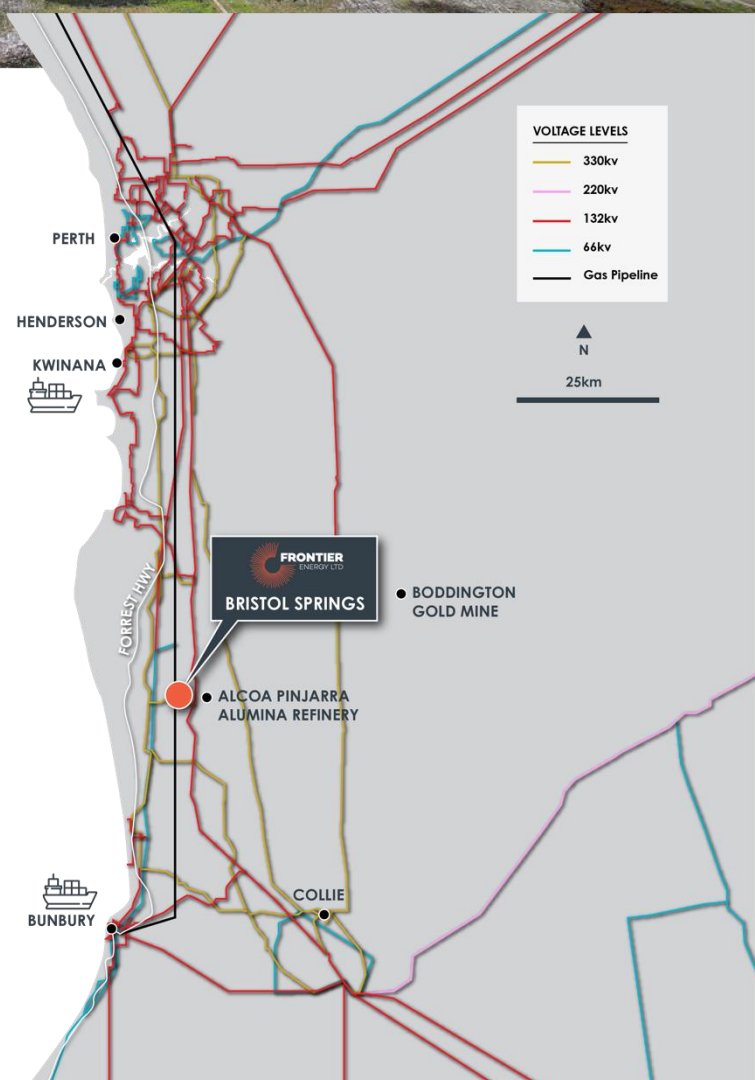 VOLTAGE LEVELS
330kv
220kv
132kv
66kv
Gas Pipeline
N
25km
PERTH
HENDERSON
KWINANA
FORREST HWY
FRONTIER
ENERGY LTD
BRISTOL SPRINGS
BODDINGTON
GOLD MINE
ALCOA PINJARRA
ALUMINA REFINERY
COLLIE
BUNBURY